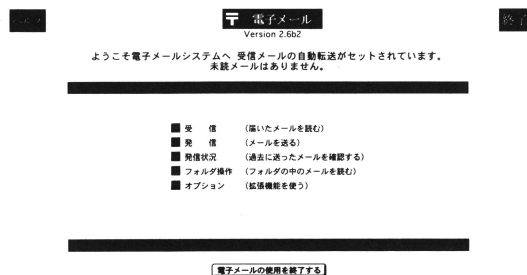 ヘルプ
〒 電子メール
終了
Version 2.6b2
ようこそ電子メールシステムへ 受信メールの自動転送がセットされています。
未読メールはありません。
受 信 (届いたメールを読む)
発 信 (メールを送る)
発信状況 (過去に送ったメールを確認する)
フォルダ操作 (フォルダの中のメールを読む)
オプション (拡張機能を使う)
電子メールの使用を終了する